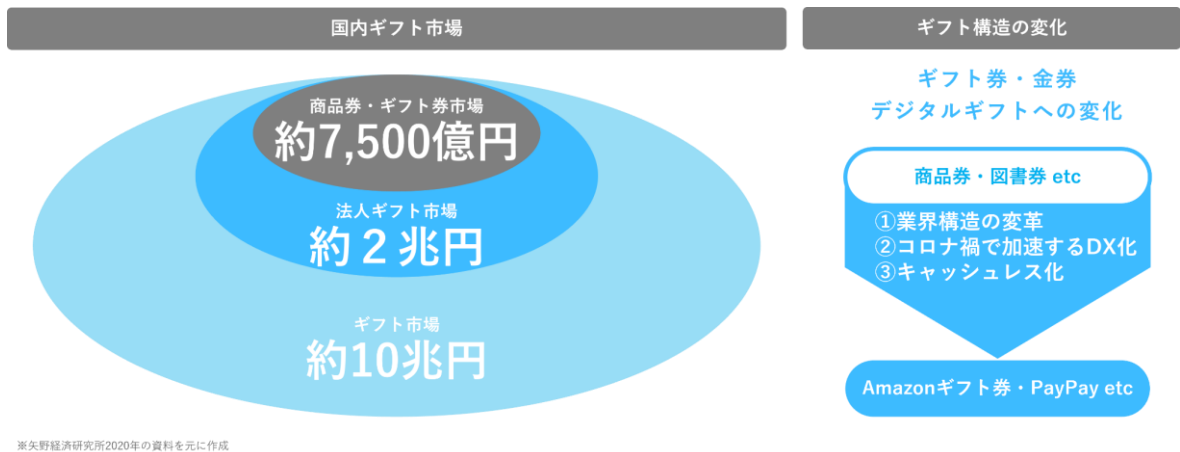 国内ギフト市場
商品券・ギフト券市場
約7,500億円
法人ギフト市場
約２兆円
ギフト市場
約10兆円
※矢野経済研究所2020年の資料を元に作成
ギフト構造の変化
ギフト券・金券
デジタルギフトへの変化
商品券・図書券 etc
①業界構造の変革
②コロナ禍で加速するDX化
③キャッシュレス化
Amazonギフト券・PayPay etc